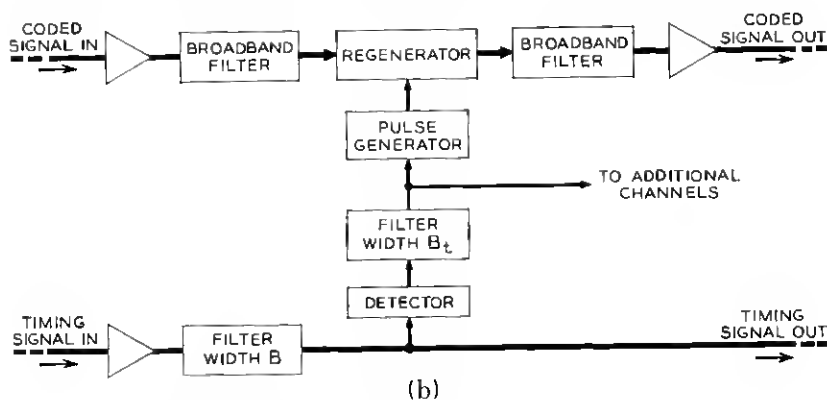 CODED
SIGNAL IN
BROADBAND
FILTER
REGENERATOR
BROADBAND
FILTER
CODED
SIGNAL OUT
PULSE
GENERATOR
TO ADDITIONAL
CHANNELS
FILTER
WIDTH Bt
DETECTOR
TIMING
SIGNAL IN
FILTER
WIDTH B
TIMING
SIGNAL OUT
(b)